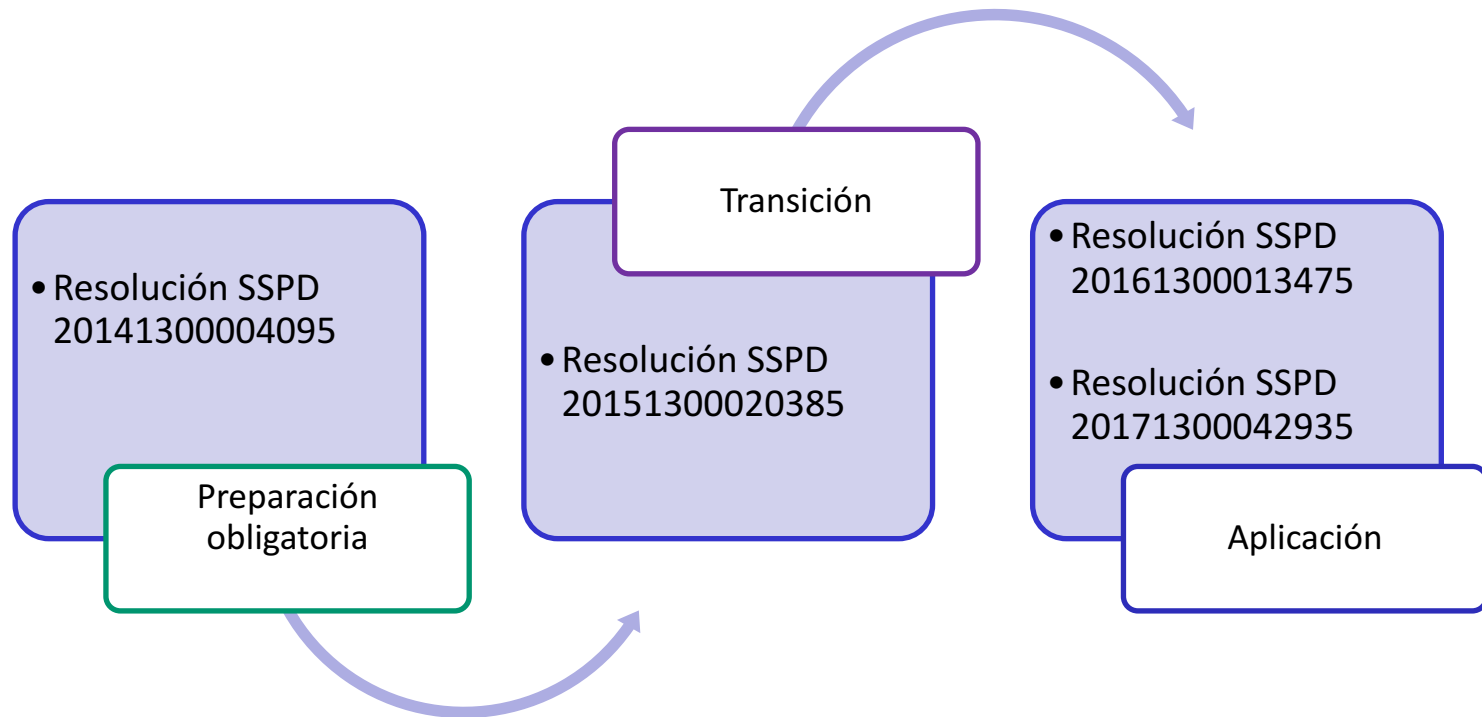 • Resolución SSPD
20141300004095
Preparación
obligatoria
Transición
• Resolución SSPD
20151300020385
• Resolución SSPD
20161300013475
• Resolución SSPD
20171300042935
Aplicación